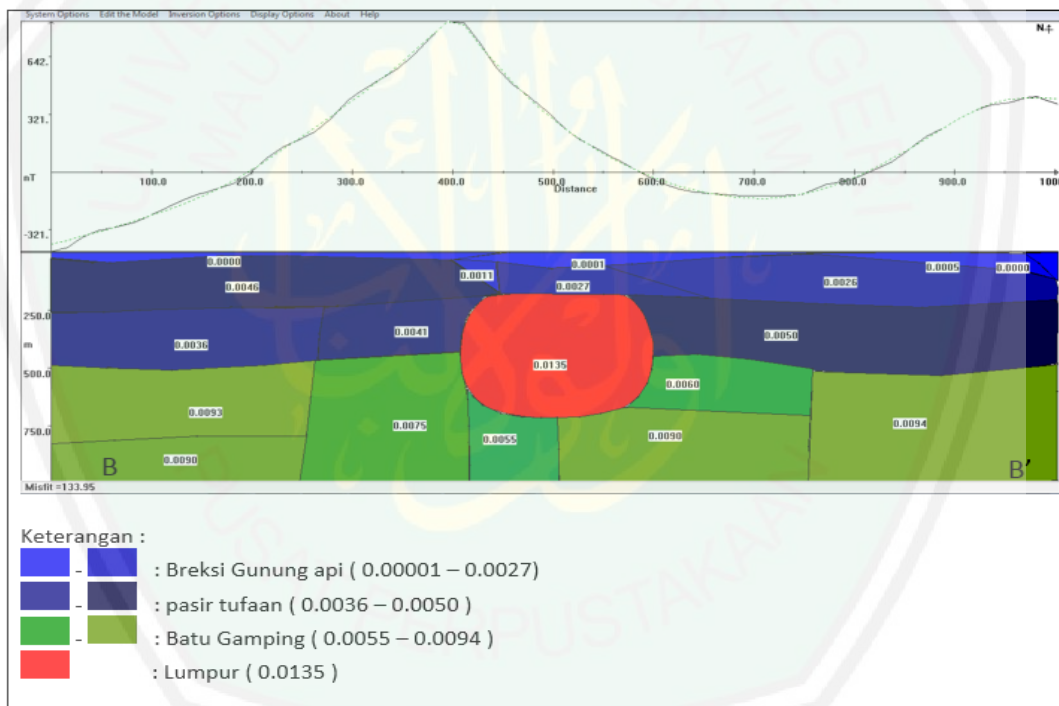 System Options Edit the Model Inversion Options Display Options About Help
N
642.
321.
nT
100.0 200.0 300.0 400.0 500.0 600.0 700.0 800.0 900.0 1000
Distance
-321.
0.0000 0.0011 0.0001 0.0005 0.0000
0.0046 0.0027 0.0026
250.0
m
0.0036 0.0041 0.0050
500.0
0.0135 0.0060
0.0093 0.0075 0.0094
750.0
0.0055 0.0090
0.0090
B B’
Misfit =133.95
Keterangan :
- : Breksi Gunung api ( 0.00001 – 0.0027)
- : pasir tufaan ( 0.0036 – 0.0050 )
- : Batu Gamping ( 0.0055 – 0.0094 )
: Lumpur ( 0.0135 )
PERPUSTAKAAN